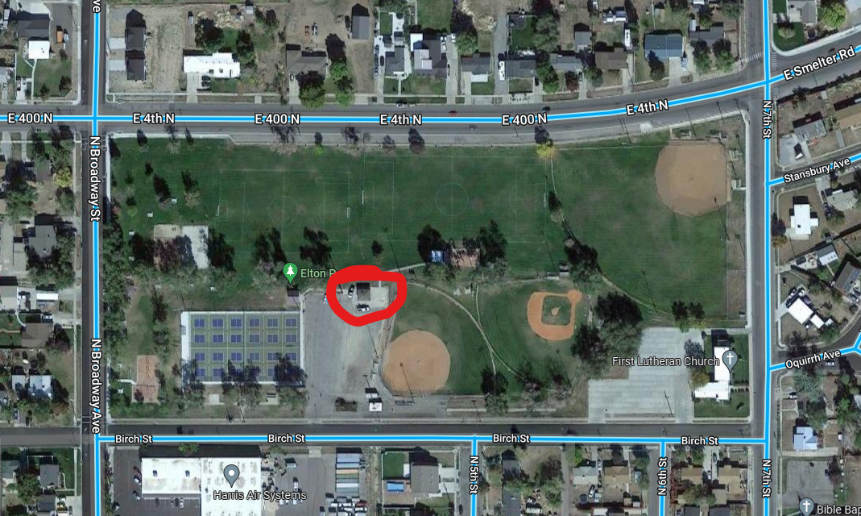 Ave
E 400 N
E 4th N
E 400 N
E 4th N
E 400 N
E 4th N
E Smelter Rd
N Broadway St
N 7th St
Stansbury Ave
Elton P
N Broadway Ave
First Lutheran Church
Oquirrh Ave
Birch St
Birch St
Birch St
Birch St
N 5th St
N 6th St
N 7th St
Harris Air Systems
Bible Bap